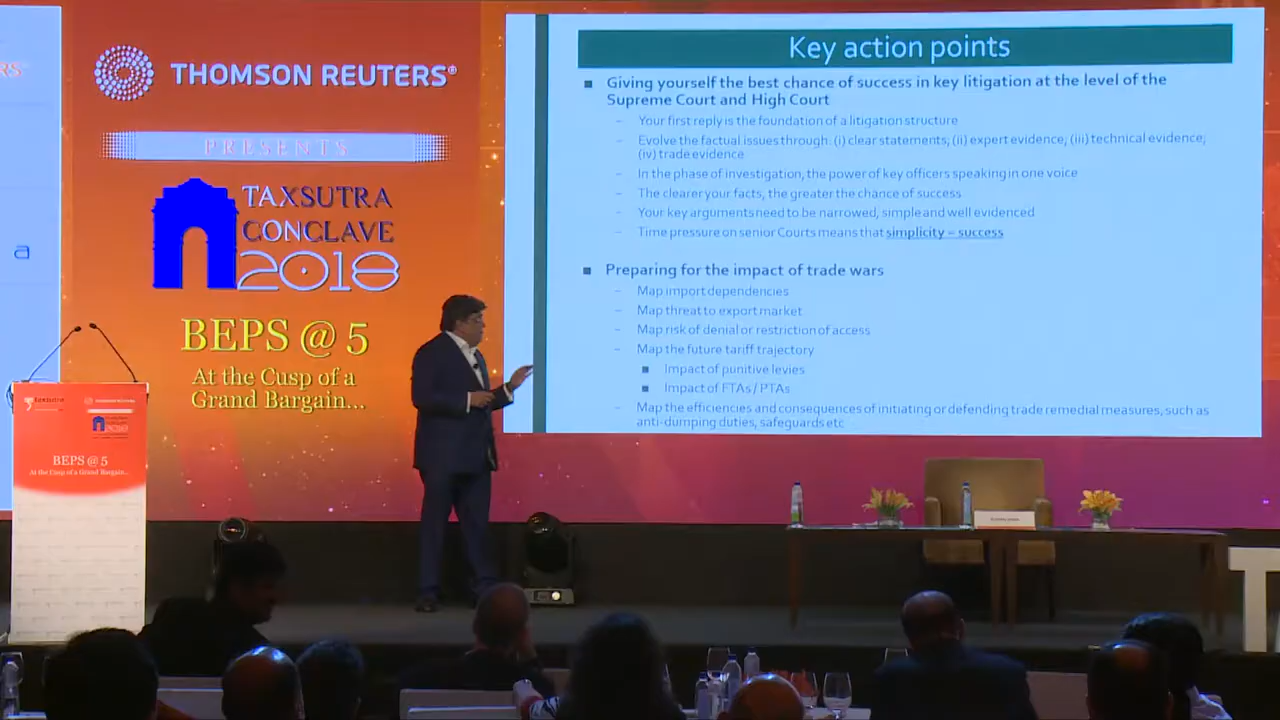 THOMSON REUTERS®
PRESENTS
TAXSUTRA
CONCLAVE
2018
BEPS @ 5
At the Cusp of a
Grand Bargain...
a
Key action points
■ Giving yourself the best chance of success in key litigation at the level of the
Supreme Court and High Court
– Your first reply is the foundation of a litigation structure
– Evolve the factual issues through: (i) clear statements; (ii) expert evidence; (iii) technical evidence;
(iv) trade evidence
– In the phase of investigation, the power of key officers speaking in one voice
– The clearer your facts, the greater the chance of success
– Your key arguments need to be narrowed, simple and well evidenced
– Time pressure on senior Courts means that simplicity = success
■ Preparing for the impact of trade wars
– Map import dependencies
– Map threat to export market
– Map risk of denial or restriction of access
– Map the future tariff trajectory
■ Impact of punitive levies
■ Impact of FTAs / PTAs
– Map the efficiencies and consequences of initiating or defending trade remedial measures, such as
anti-dumping duties, safeguards etc
taxsutra
THOMSON REUTERS
BEPS @ 5
At the Cusp of a Grand Bargain...
T